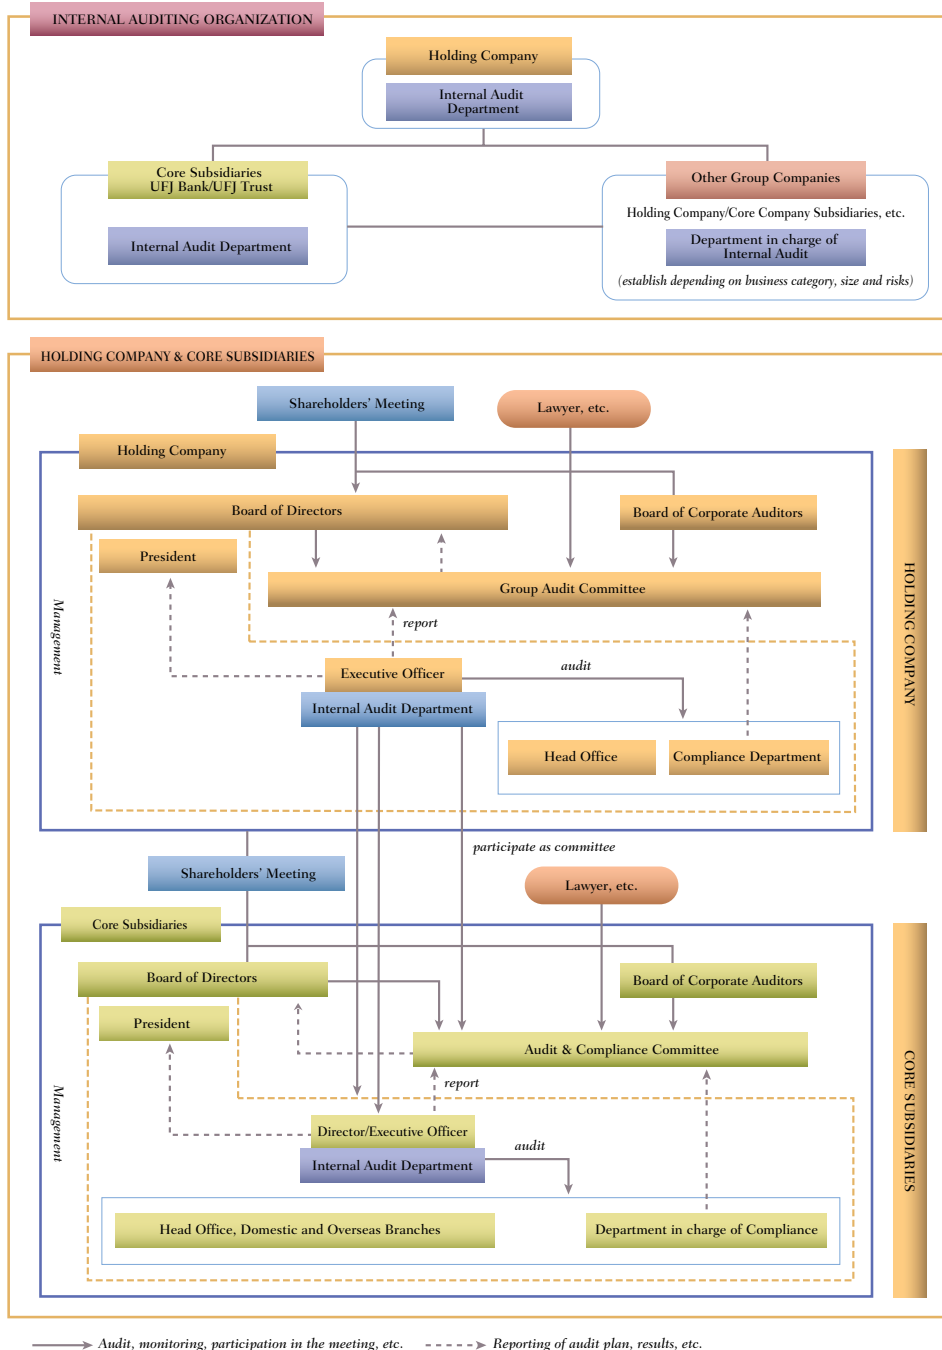 INTERNAL AUDITING ORGANIZATION
Holding Company
Internal Audit
Department
Core Subsidiaries
UFJ Bank/UFJ Trust
Internal Audit Department
Other Group Companies
Holding Company/Core Company Subsidiaries, etc.
Department in charge of
Internal Audit
(establish depending on business category, size and risks)
HOLDING COMPANY & CORE SUBSIDIARIES
Shareholders' Meeting
Lawyer, etc.
Holding Company
Board of Directors
Board of Corporate Auditors
President
Group Audit Committee
Management
report
Executive Officer
audit
Internal Audit Department
Head Office
Compliance Department
HOLDING COMPANY
participate as committee
Shareholders' Meeting
Lawyer, etc.
Core Subsidiaries
Board of Directors
Board of Corporate Auditors
President
Audit & Compliance Committee
Management
report
Director/Executive Officer
audit
Internal Audit Department
Head Office, Domestic and Overseas Branches
Department in charge of Compliance
CORE SUBSIDIARIES
Audit, monitoring, participation in the meeting, etc.
Reporting of audit plan, results, etc.